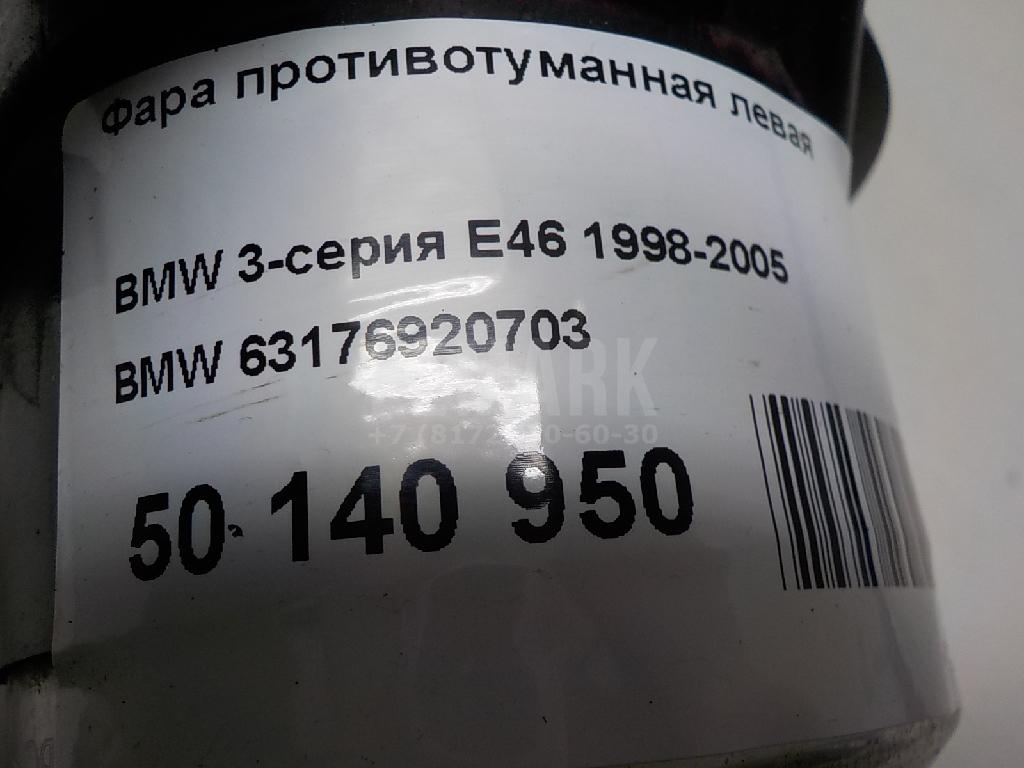 Фара противотуманная левая
BMW 3-серия E46 1998-2005
BMW 63176920703
50 140 950